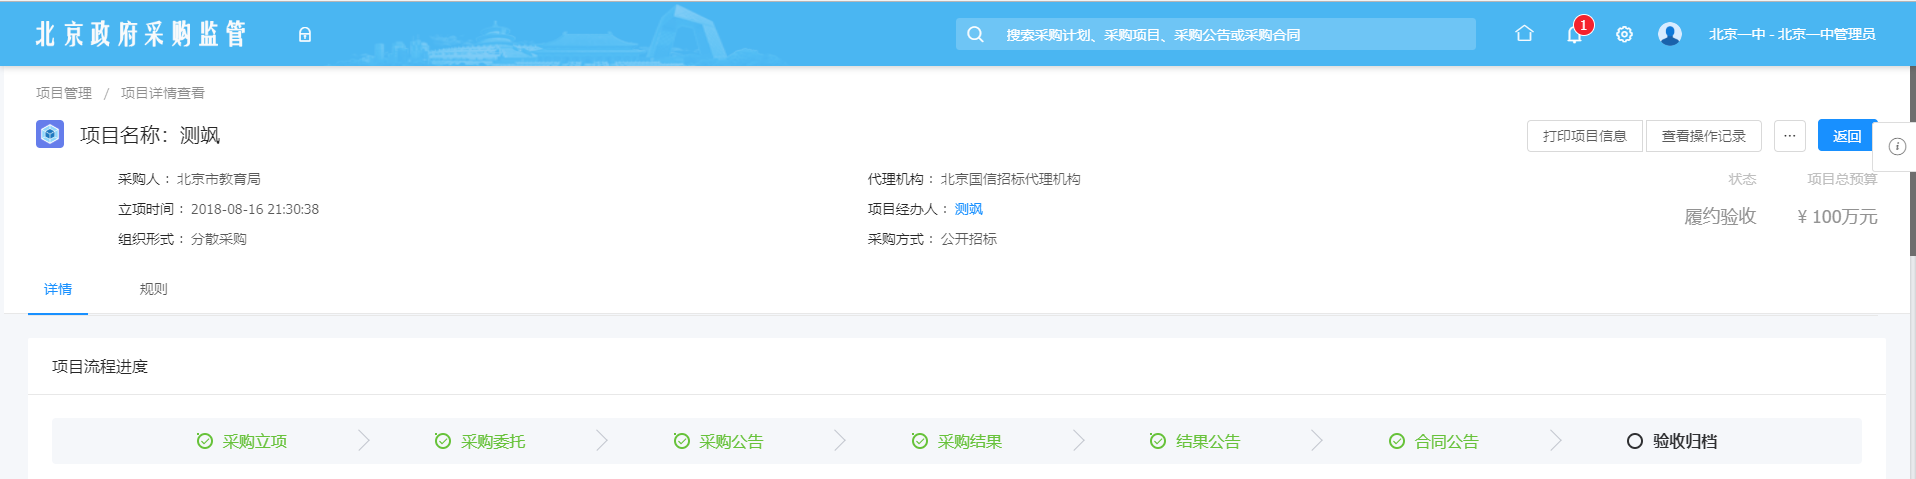 北京政府采购监管
搜索采购计划、采购项目、采购公告或采购合同
1
北京一中 - 北京一中管理员
项目管理 / 项目详情查看
项目名称：测飒
打印项目信息 查看操作记录 ... 返回
采购人： 北京市教育局 代理机构： 北京国信招标代理机构 状态 项目总预算
立项时间： 2018-08-16 21:30:38 项目经办人： 测飒 履约验收 ¥ 100万元
组织形式： 分散采购 采购方式： 公开招标
详情 规则
项目流程进度
采购立项 采购委托 采购公告 采购结果 结果公告 合同公告 验收归档